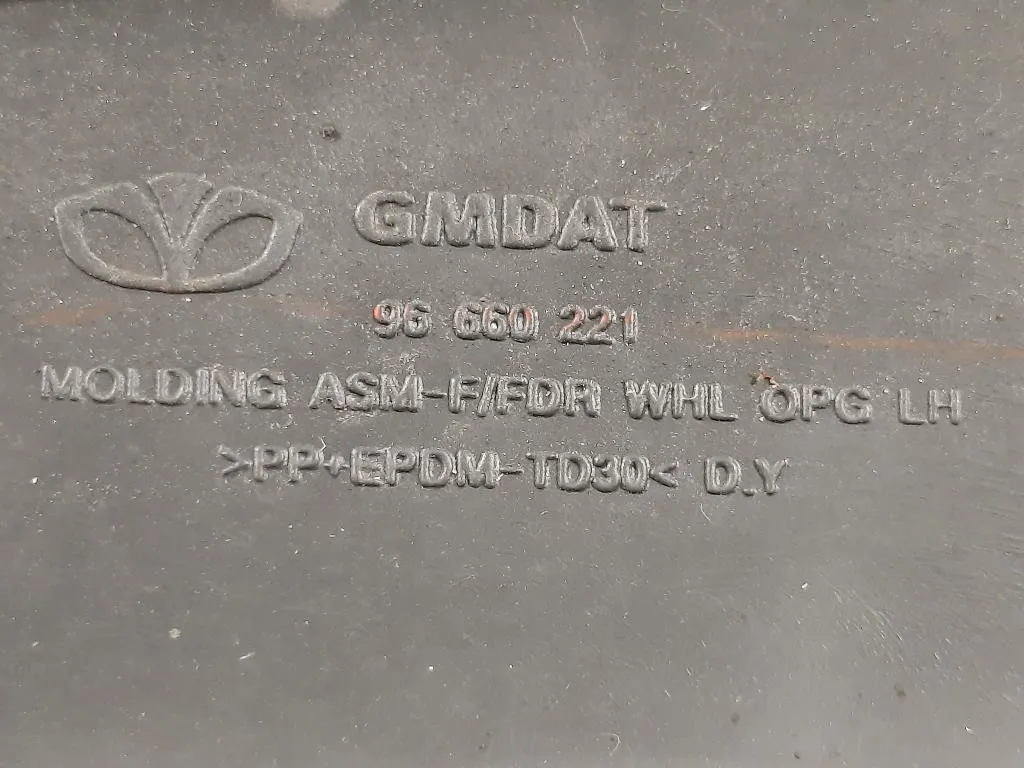 GMDAT
96 660 221
MOLDING ASM-F/FDR WHL OPG LH
>PP+EPDM-TD30< D.Y